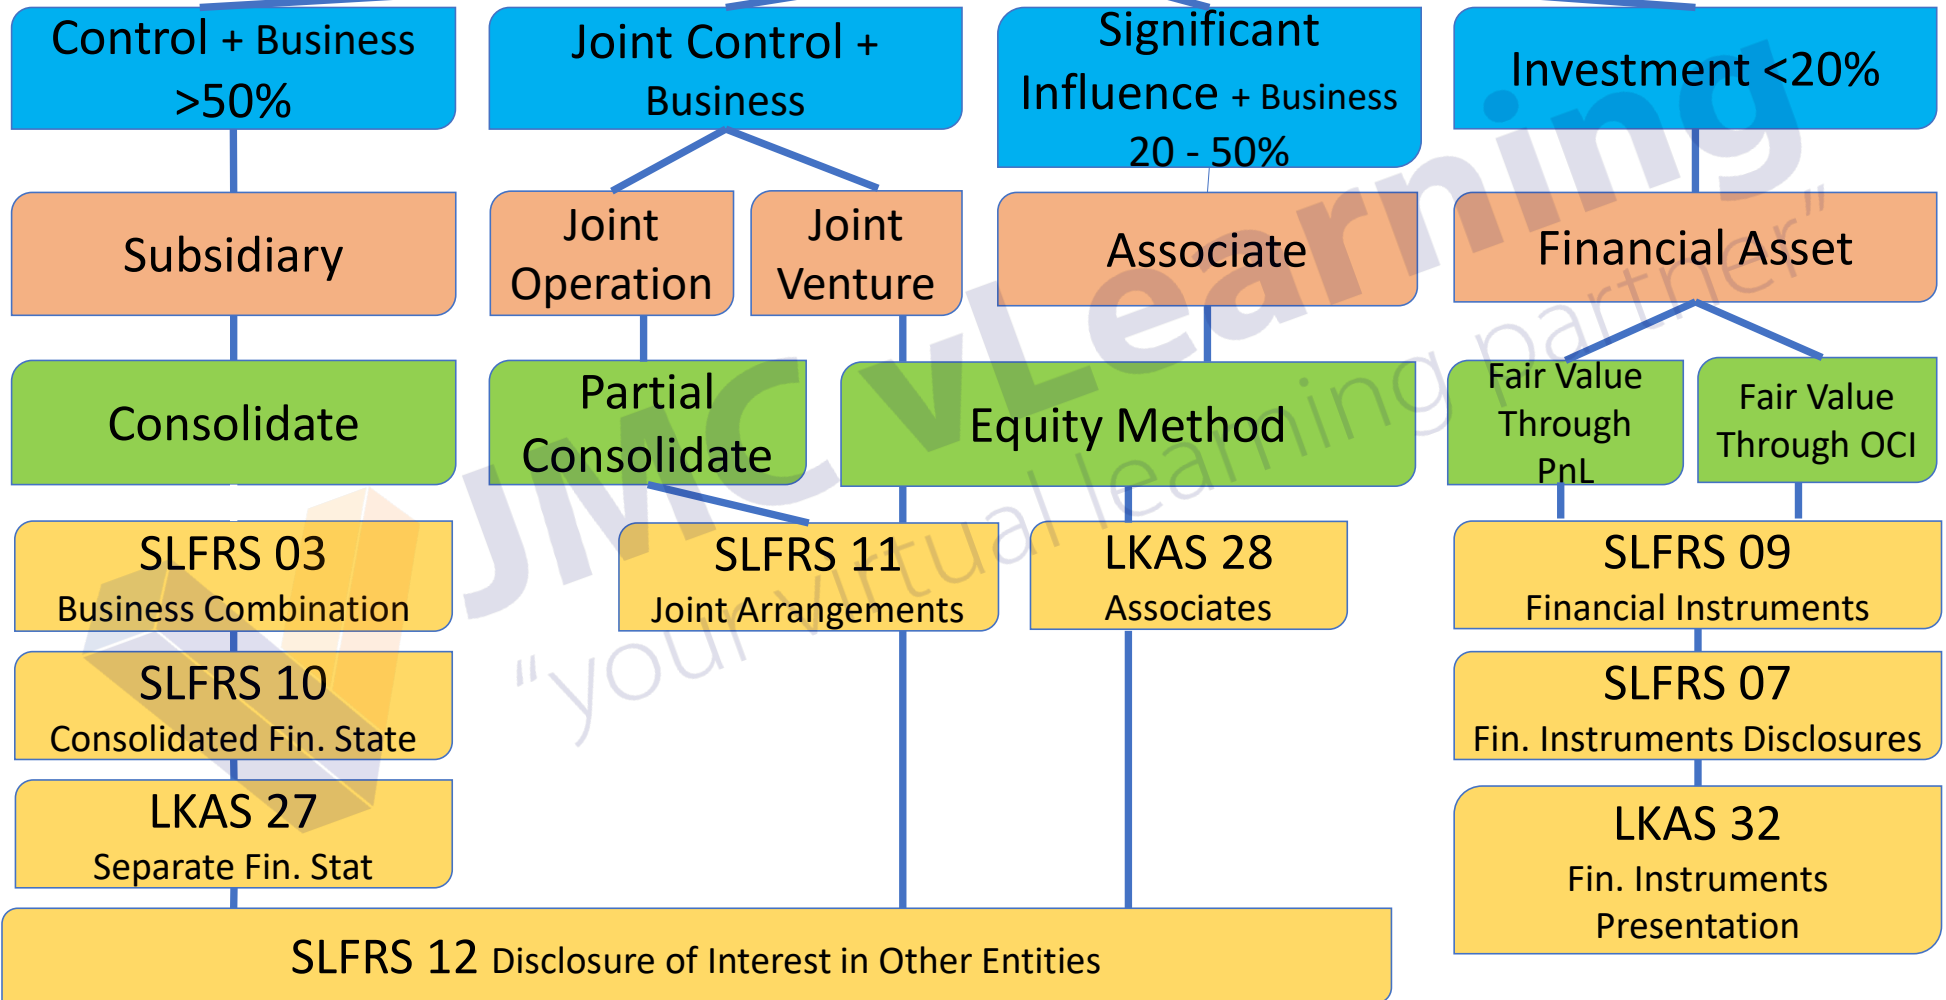 Control + Business
>50%
Joint Control +
Business
Significant
Influence + Business
20 - 50%
Investment <20%
Subsidiary
Joint
Operation
Joint
Venture
Associate
Financial Asset
Consolidate
Partial
Consolidate
Equity Method
Fair Value
Through
PnL
Fair Value
Through OCI
SLFRS 03
Business Combination
SLFRS 11
Joint Arrangements
LKAS 28
Associates
SLFRS 09
Financial Instruments
SLFRS 10
Consolidated Fin. State
SLFRS 07
Fin. Instruments Disclosures
LKAS 27
Separate Fin. Stat
LKAS 32
Fin. Instruments
Presentation
SLFRS 12 Disclosure of Interest in Other Entities
JMC vLearning
"your virtual learning partner"